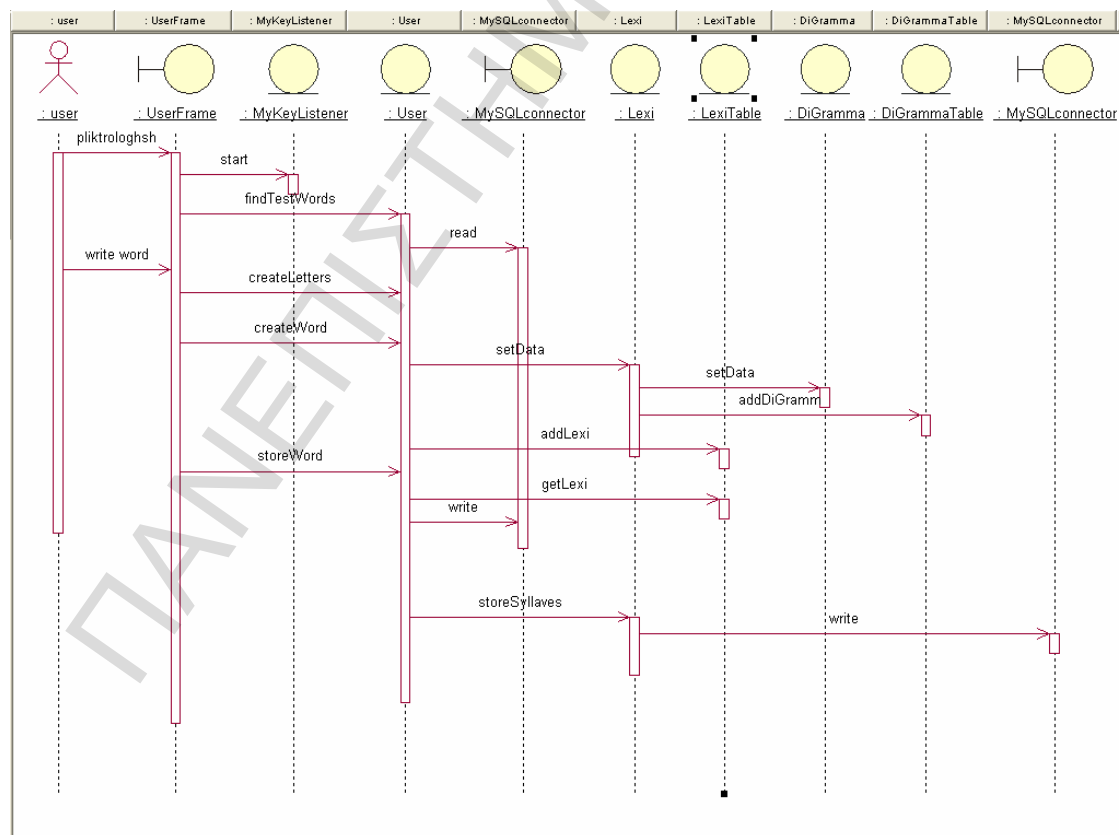 : user : UserFrame : MyKeyListener : User : MySQLconnector : Lexi : LexiTable : DiGramma : DiGrammaTable : MySQLconnector
: user : UserFrame : MyKeyListener : User : MySQLconnector : Lexi : LexiTable : DiGramma : DiGrammaTable : MySQLconnector
pliktrologhsh
start
findTestWords
read
write word
createLetters
createWord
setData
setData
addDiGramm
addLexi
storeWord
getLexi
write
storeSyllaves
write
ΠΑΝΕΠΙΣΤΗΜ